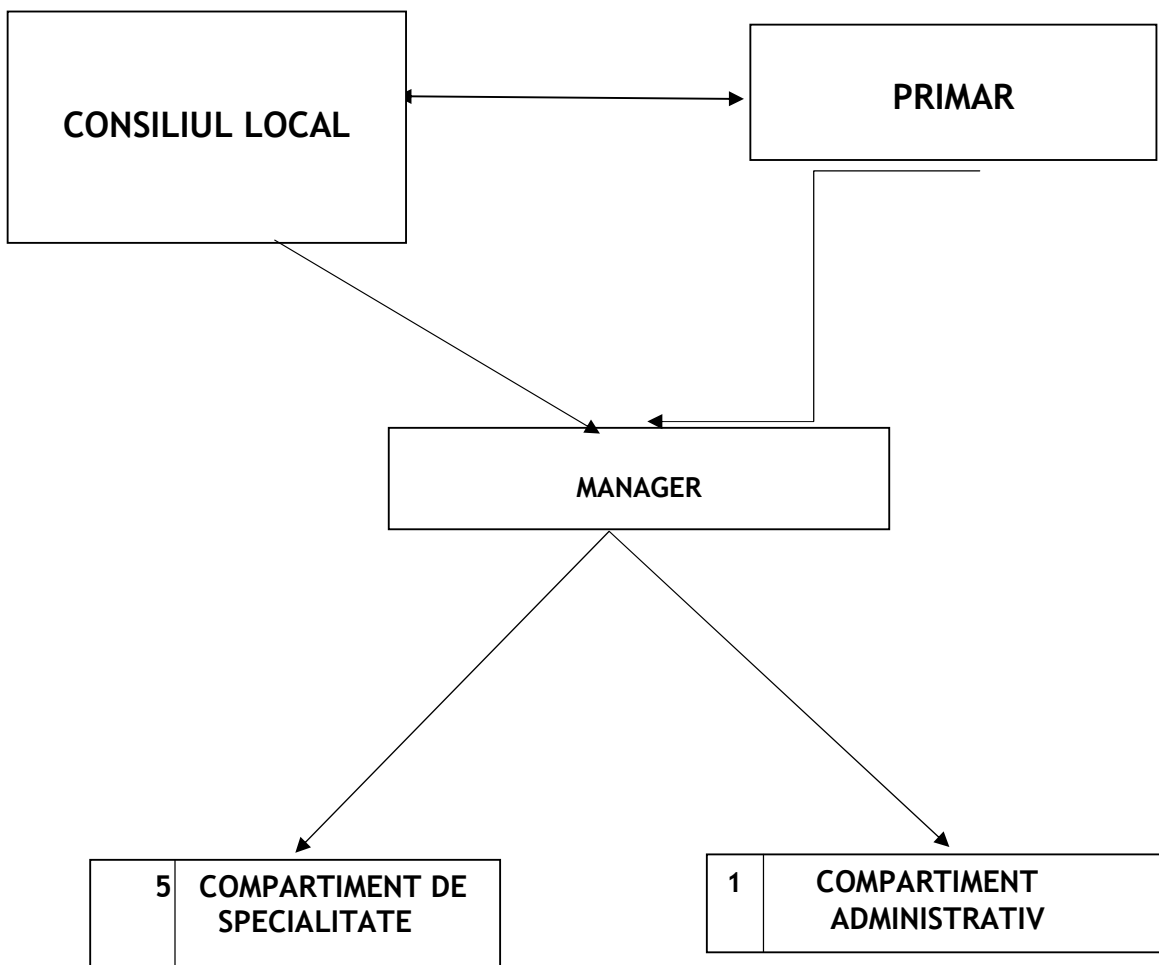 CONSILIUL LOCAL
PRIMAR
MANAGER
5 COMPARTIMENT DE
SPECIALITATE
1 COMPARTIMENT
ADMINISTRATIV